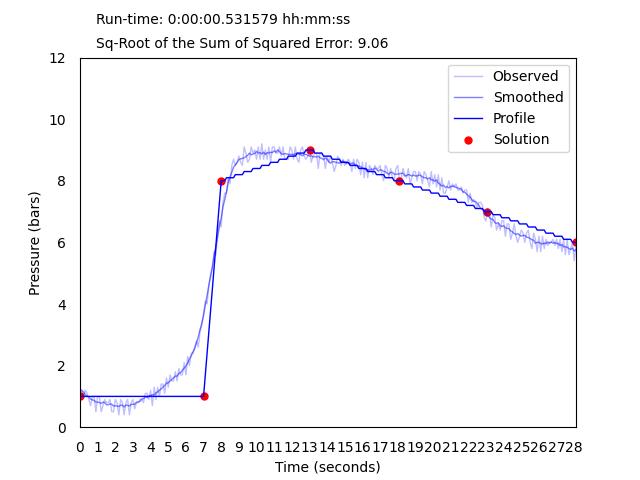 Run-time: 0:00:00.531579 hh:mm:ss
Sq-Root of the Sum of Squared Error: 9.06
12
10
8
6
4
2
0
Pressure (bars)
Observed
Smoothed
Profile
Solution
0 1 2 3 4 5 6 7 8 9 10 11 12 13 14 15 16 17 18 19 20 21 22 23 24 25 26 27 28
Time (seconds)